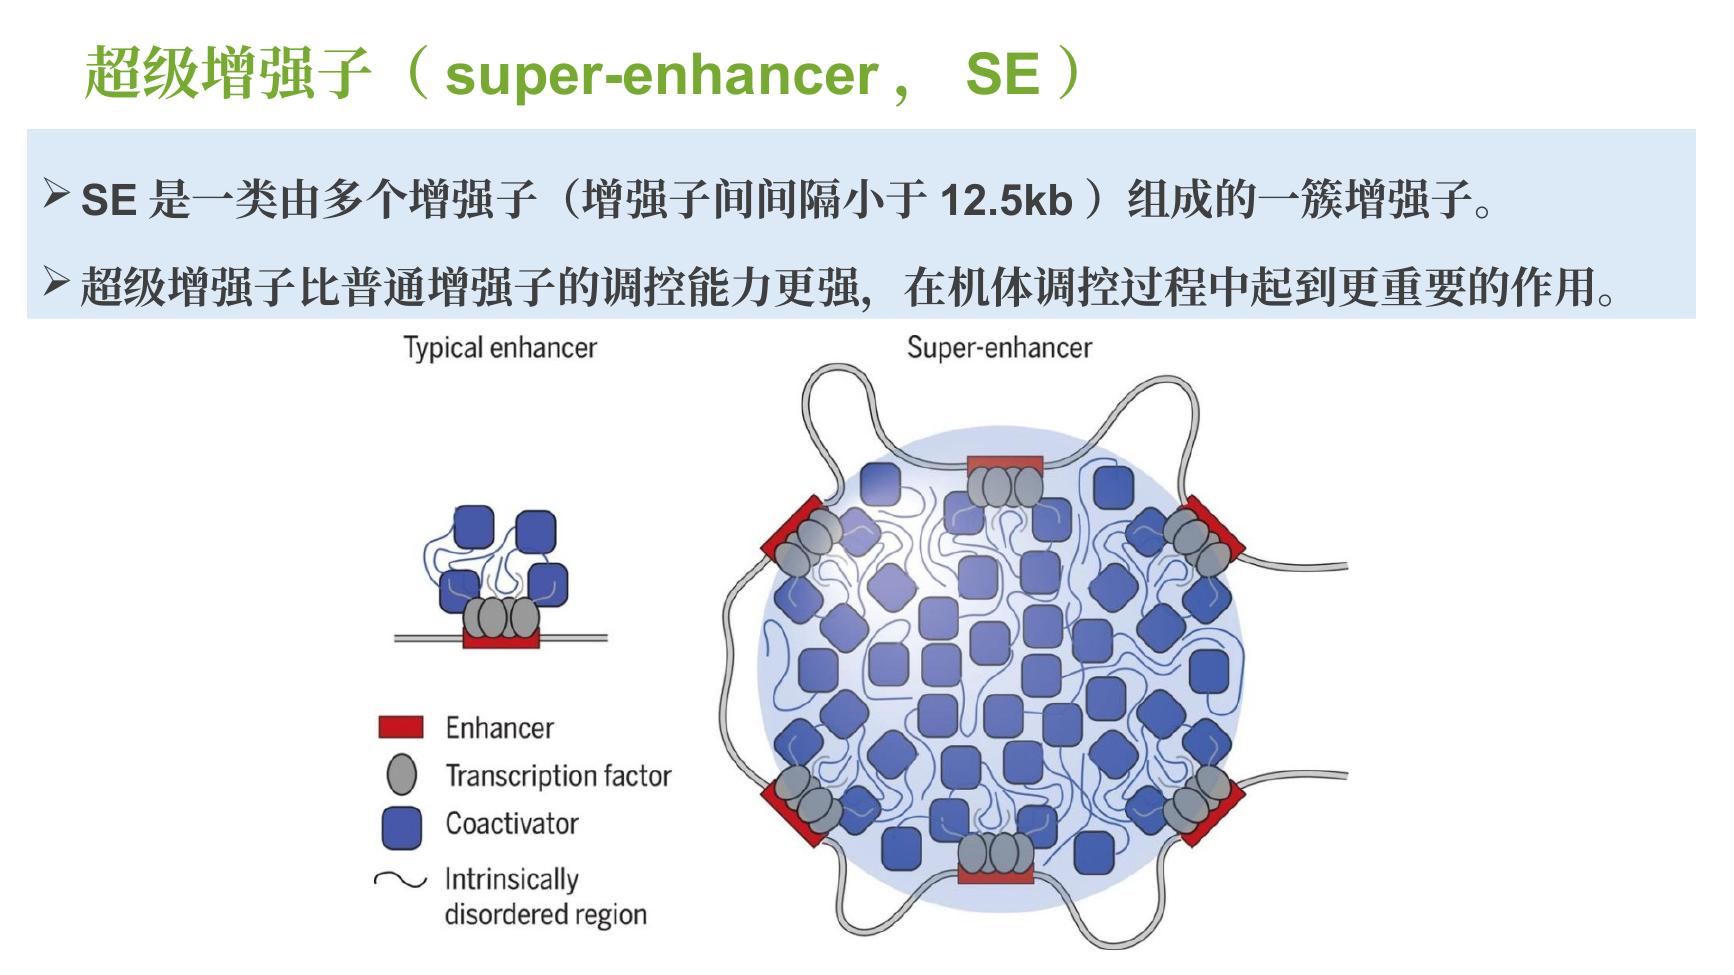 超级增强子（super-enhancer， SE）
SE 是一类由多个增强子（增强子间间隔小于 12.5kb）组成的一簇增强子。
超级增强子比普通增强子的调控能力更强，在机体调控过程中起到更重要的作用。
Typical enhancer
Super-enhancer
Enhancer
Transcription factor
Coactivator
Intrinsically
disordered region